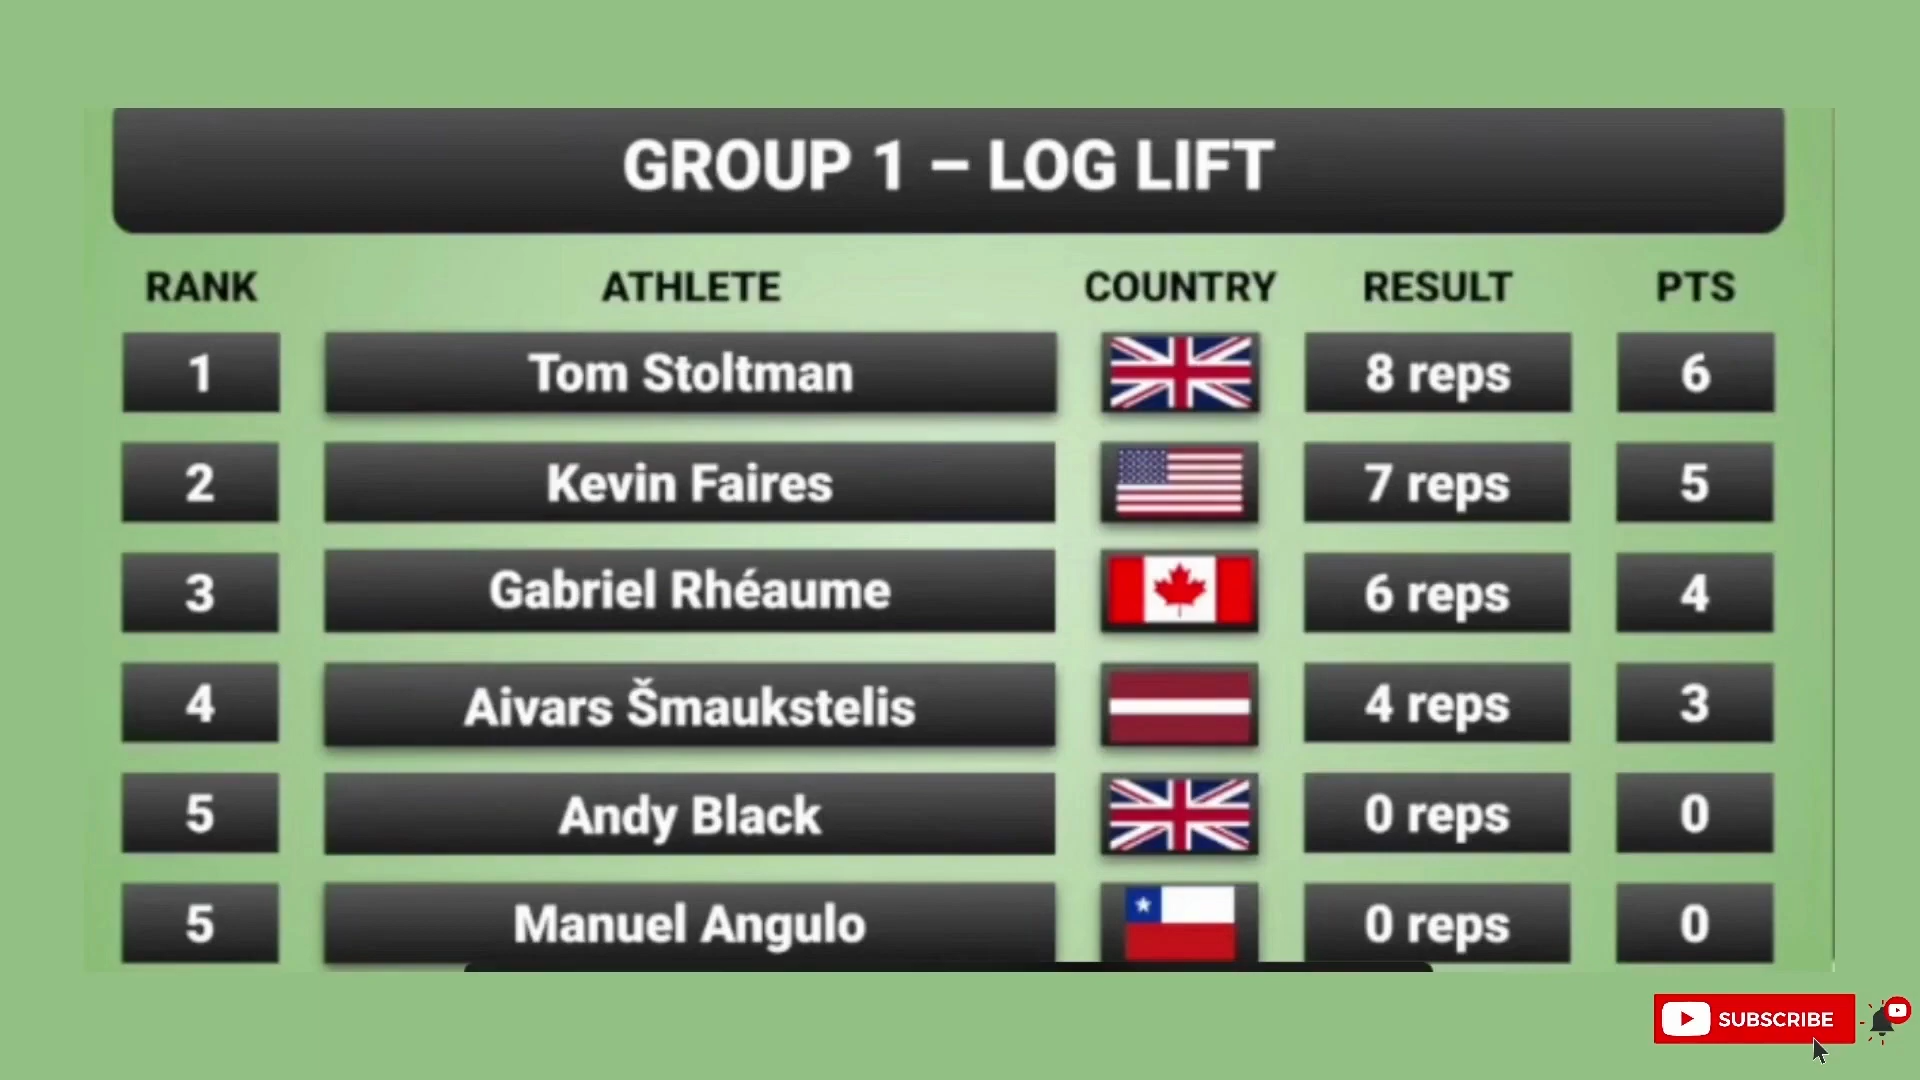 GROUP 1 – LOG LIFT
RANK ATHLETE COUNTRY RESULT PTS
1 Tom Stoltman 8 reps 6
2 Kevin Faires 7 reps 5
3 Gabriel Rhéaume 6 reps 4
4 Aivars Šmaukstelis 4 reps 3
5 Andy Black 0 reps 0
5 Manuel Angulo 0 reps 0
SUBSCRIBE